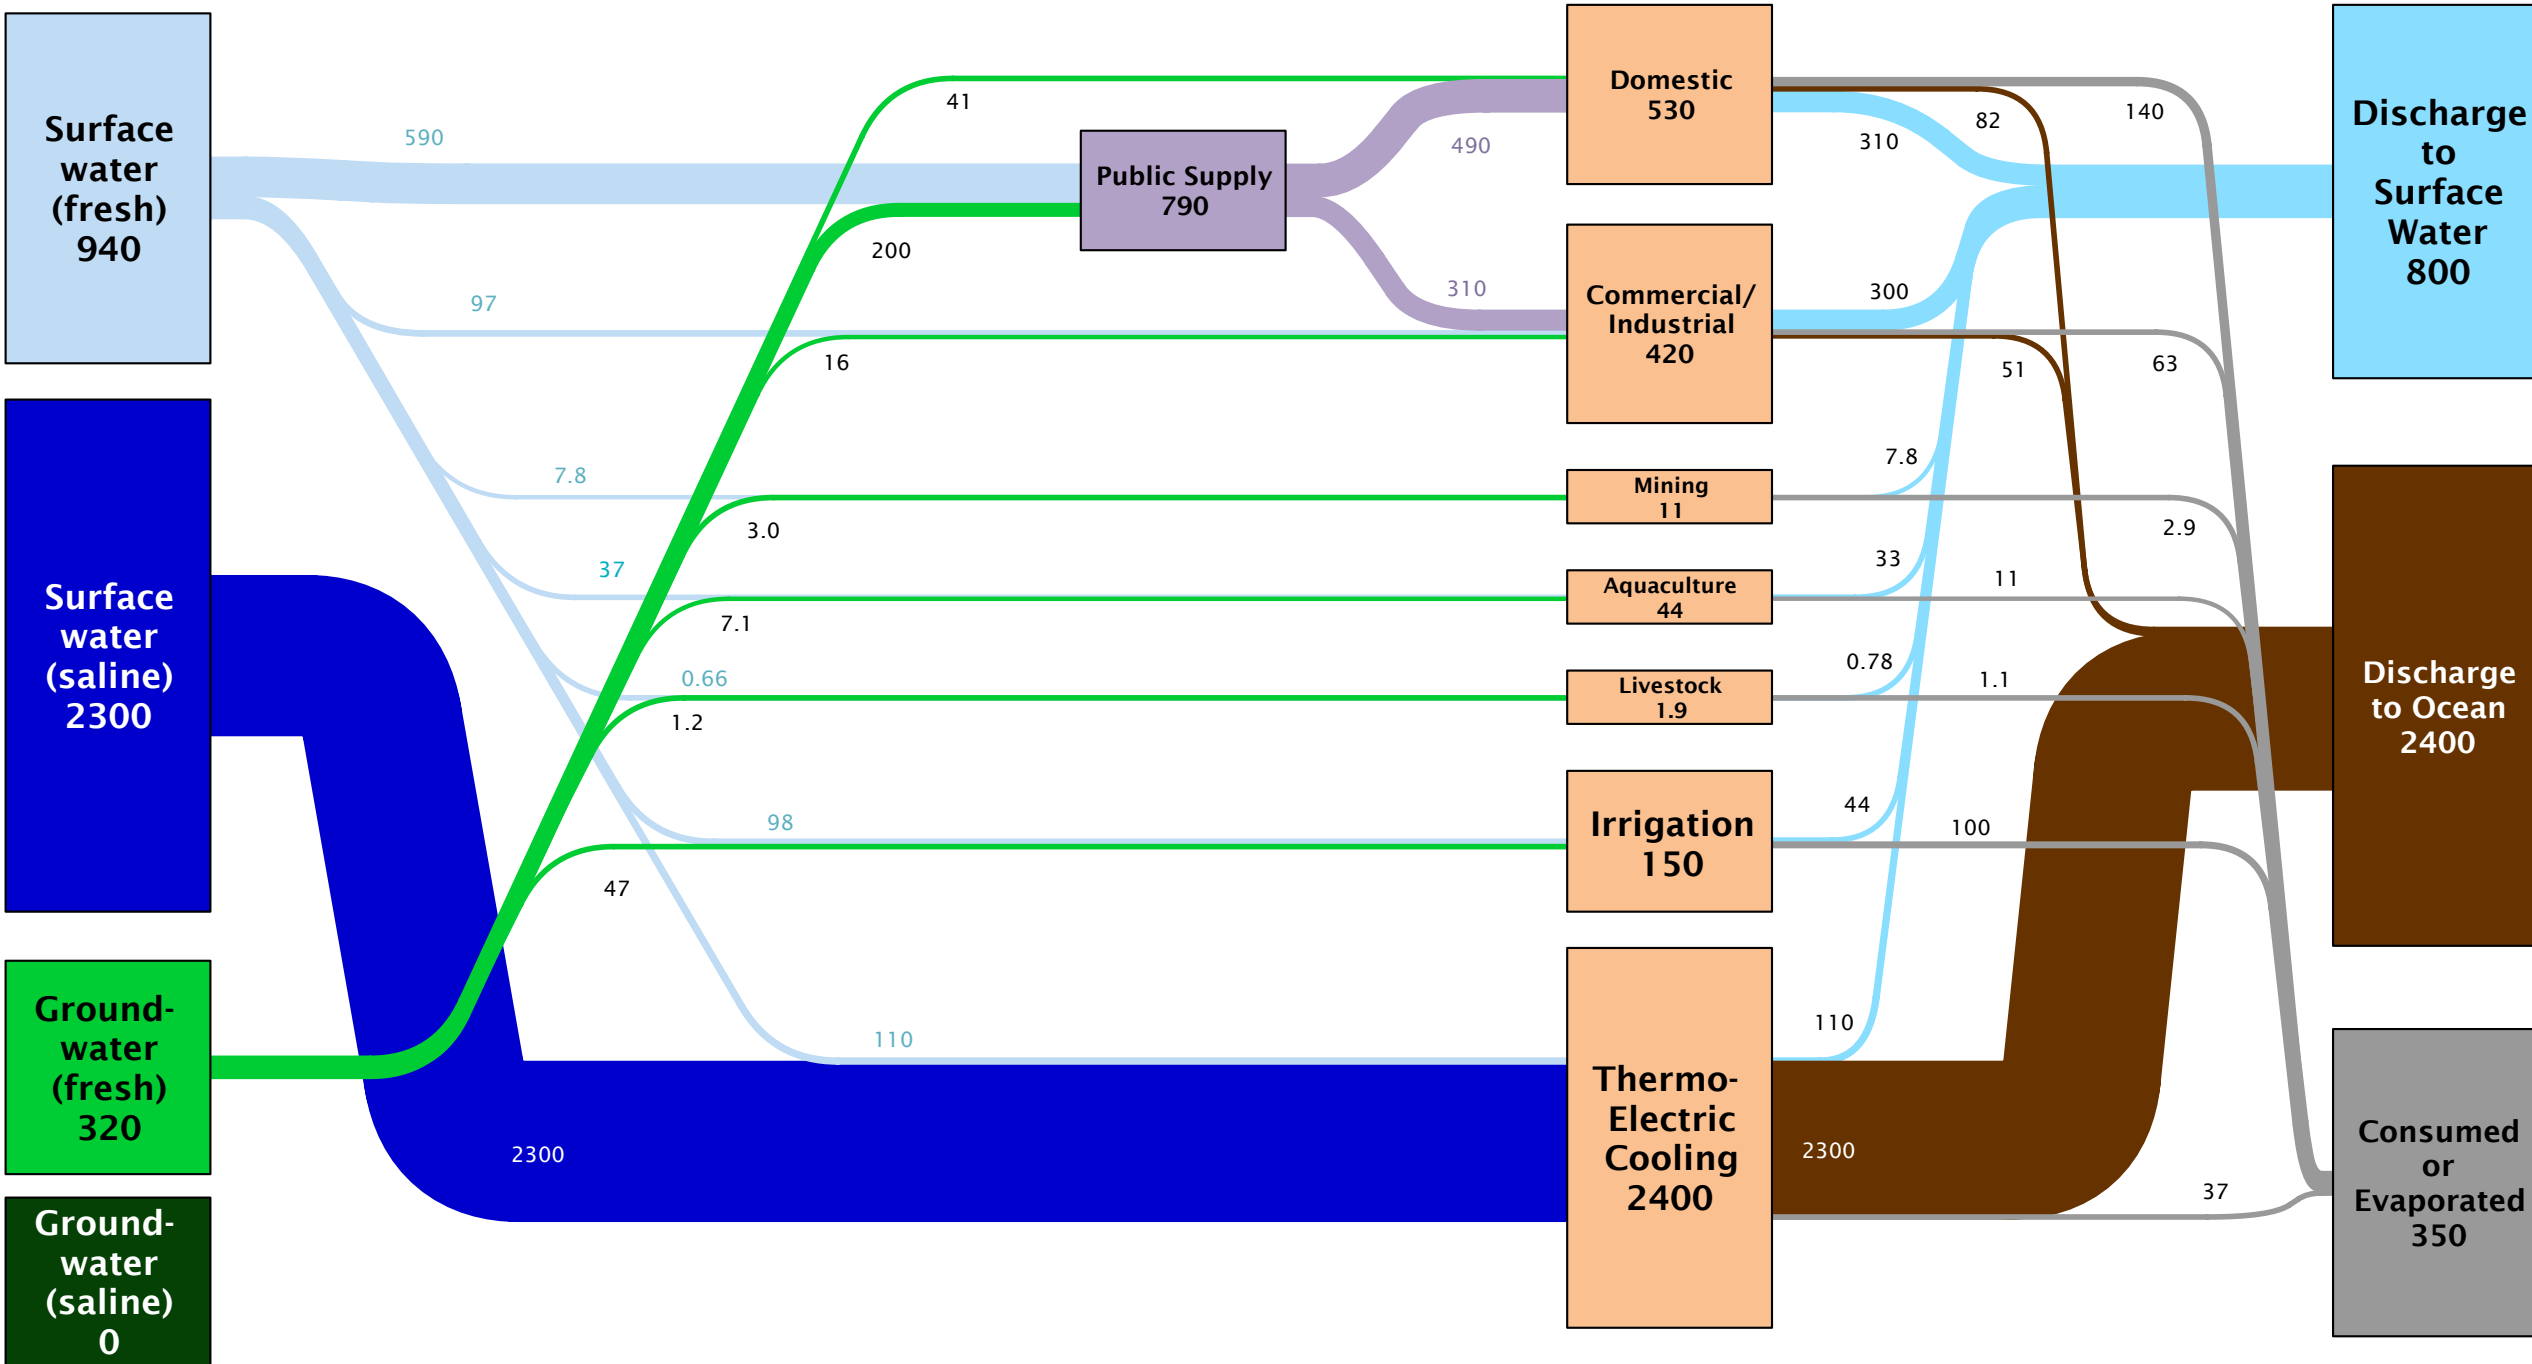 Surface
water
(fresh)
940
Surface
water
(saline)
2300
Ground-
water
(fresh)
320
Ground-
water
(saline)
0
590
97
7.8
37
0.66
98
110
2300
41
200
16
3.0
7.1
1.2
47
Public Supply
790
490
310
Domestic
530
Commercial/
Industrial
420
Mining
11
Aquaculture
44
Livestock
1.9
Irrigation
150
Thermo-
Electric
Cooling
2400
310
82
140
300
51
63
7.8
2.9
33
11
0.78
1.1
44
100
110
2300
37
Discharge
to
Surface
Water
800
Discharge
to Ocean
2400
Consumed
or
Evaporated
350